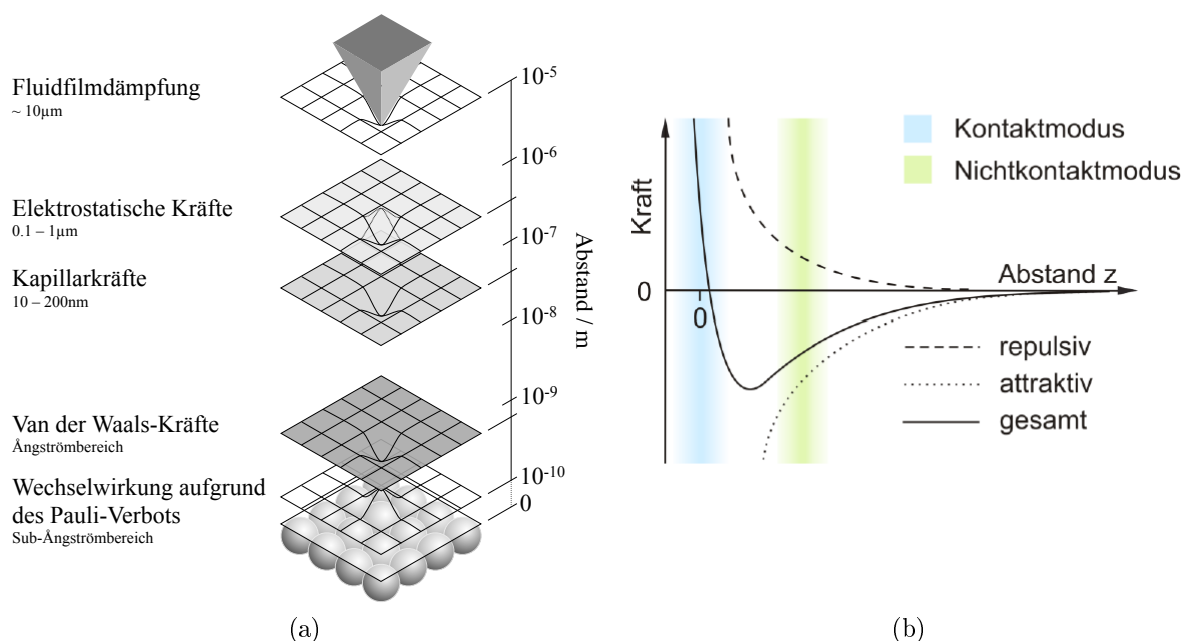 Fluidfilmdämpfung
~ 10µm
Elektrostatische Kräfte
0.1 – 1µm
Kapillarkräfte
10 – 200nm
Van der Waals-Kräfte
Ångströmbereich
Wechselwirkung aufgrund
des Pauli-Verbots
Sub-Ångströmbereich
10-5
10-6
10-7
10-8
10-9
10-10
0
Abstand / m
(a)
Kontaktmodus
Nichtkontaktmodus
Kraft
0
0
Abstand z
repulsiv
attraktiv
gesamt
(b)